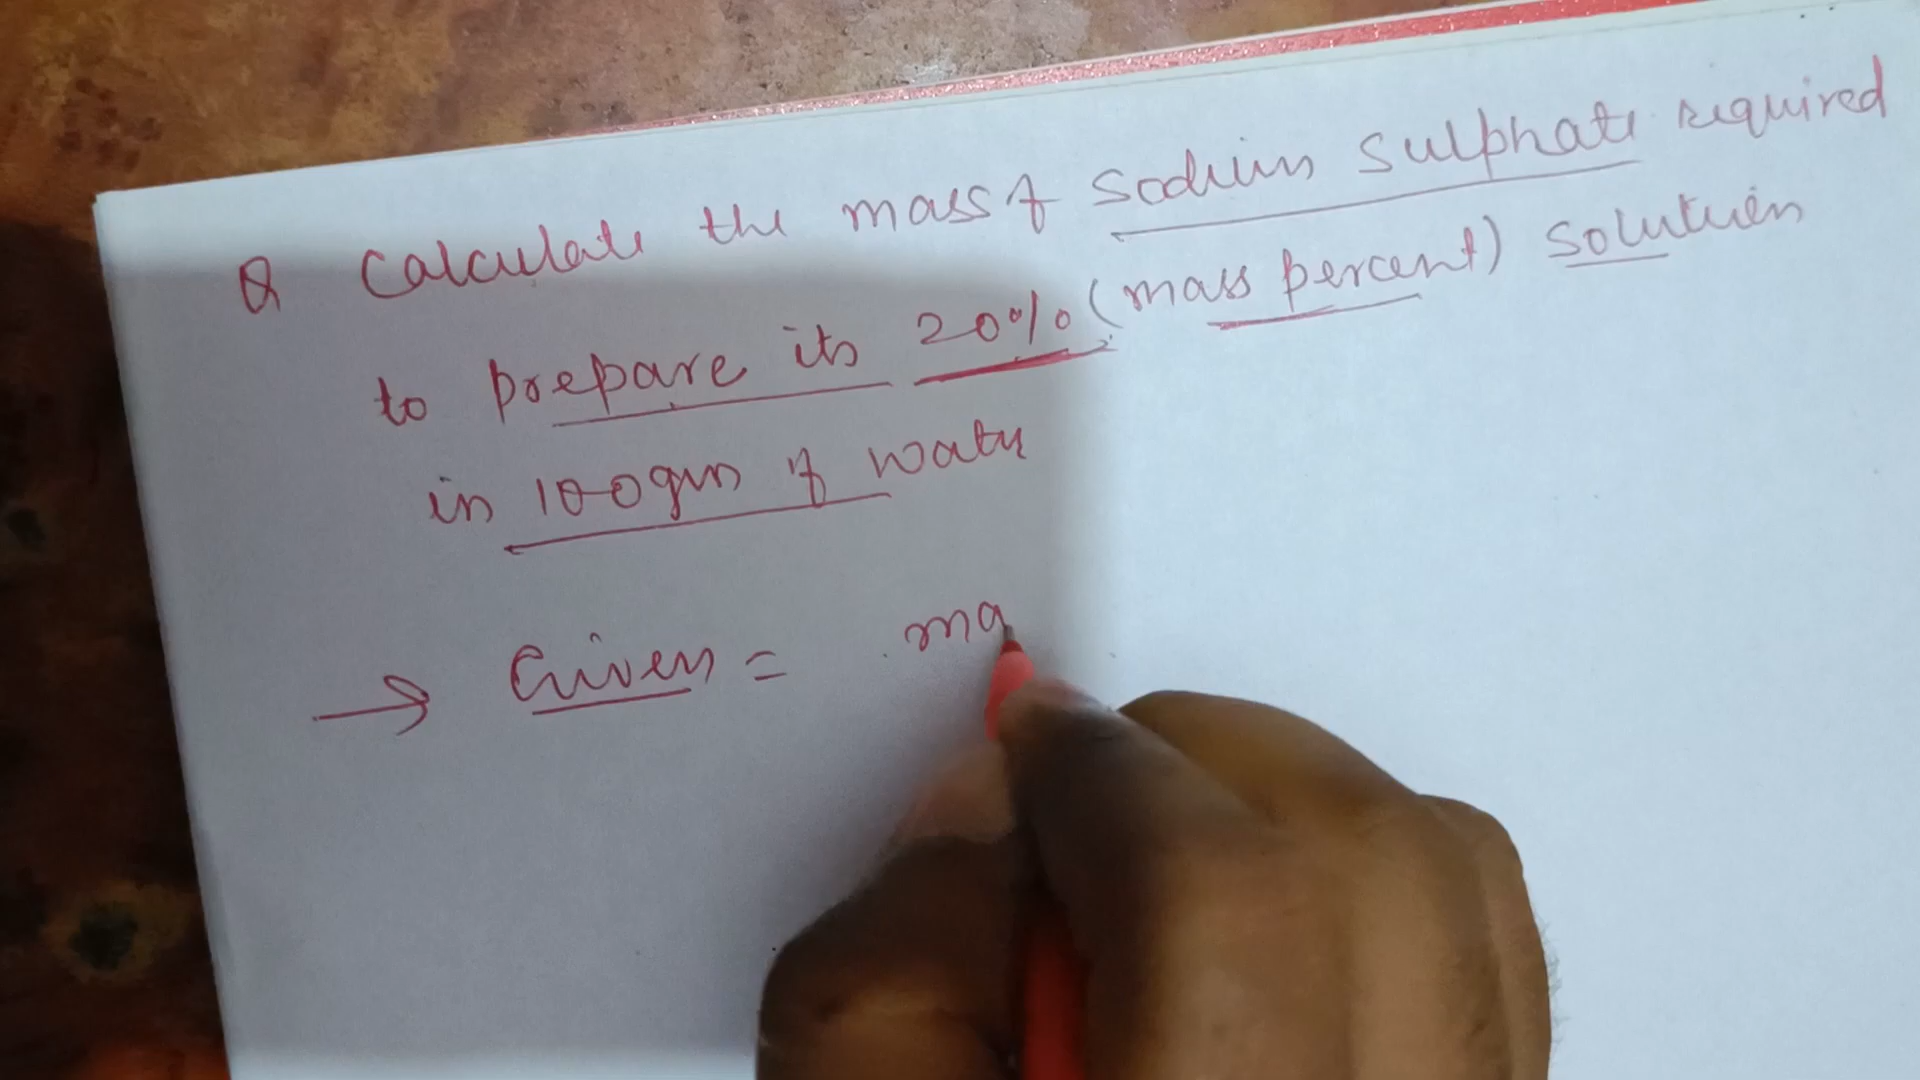 Q Calculate the mass of Sodium Sulphate required
to prepare its 20% (mass percent) Solution
in 100gm of water
→ Given = ma